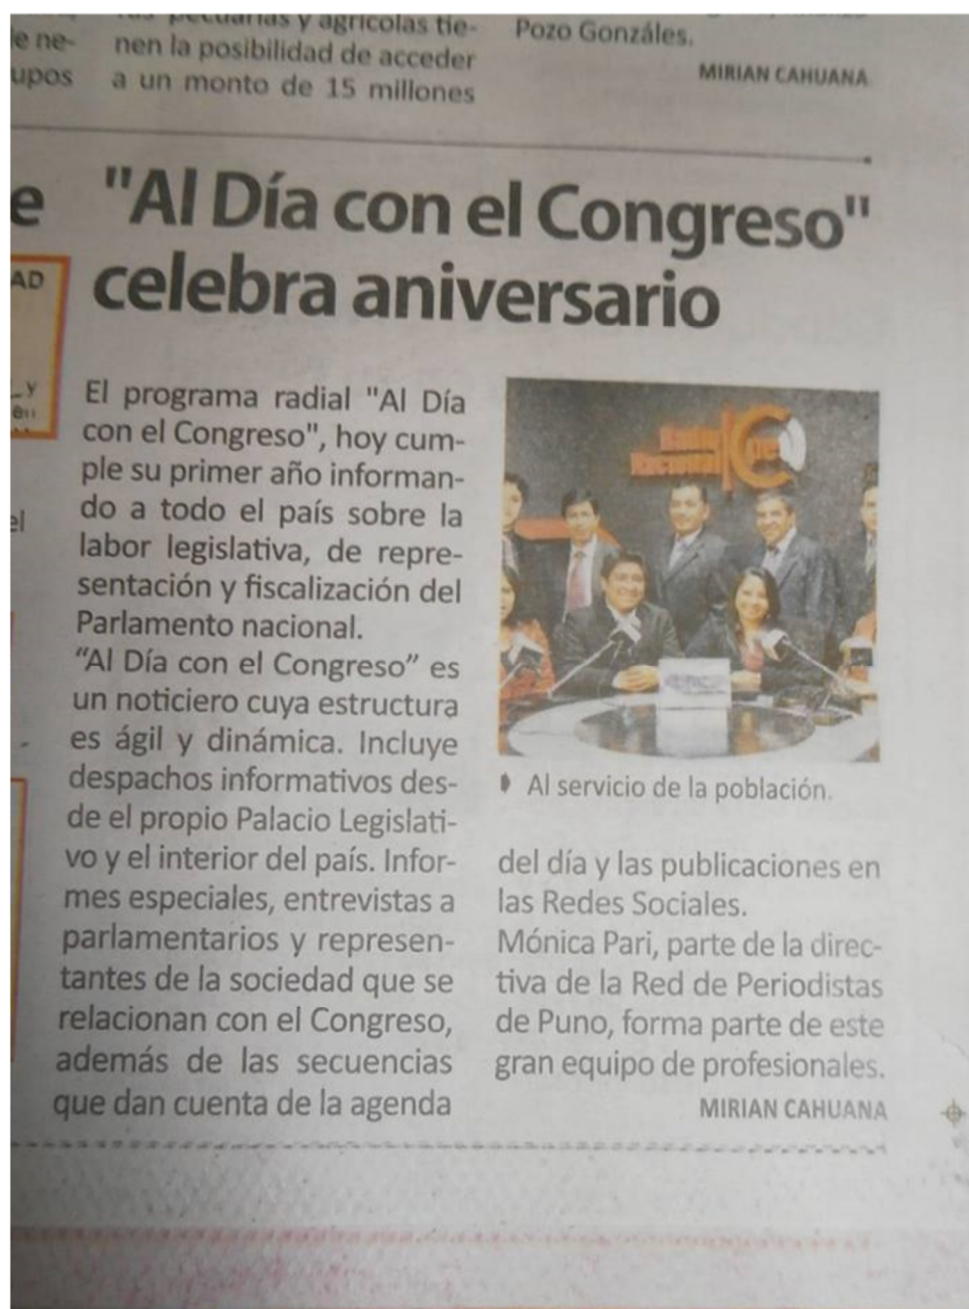 pecuarias y agrícolas tie-
nen la posibilidad de acceder
a un monto de 15 millones
e ne-
upos
Pozo Gonzáles.
MIRIAN CAHUANA
e
AD
y
el
"Al Día con el Congreso"
celebra aniversario
El programa radial "Al Día
con el Congreso", hoy cum-
ple su primer año informan-
do a todo el país sobre la
labor legislativa, de repre-
sentación y fiscalización del
Parlamento nacional.
“Al Día con el Congreso” es
un noticiero cuya estructura
es ágil y dinámica. Incluye
despachos informativos des-
de el propio Palacio Legislati-
vo y el interior del país. Infor-
mes especiales, entrevistas a
parlamentarios y represen-
tantes de la sociedad que se
relacionan con el Congreso,
además de las secuencias
que dan cuenta de la agenda
Radio
Nacional
Al servicio de la población.
del día y las publicaciones en
las Redes Sociales.
Mónica Pari, parte de la direc-
tiva de la Red de Periodistas
de Puno, forma parte de este
gran equipo de profesionales.
MIRIAN CAHUANA